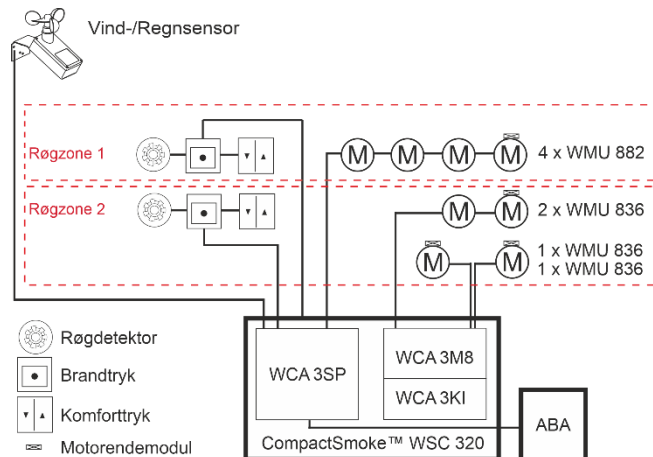 Vind-/Regnsensor
Røgzone 1
M M M M 4 x WMU 882
Røgzone 2
M M 2 x WMU 836
M M 1 x WMU 836
1 x WMU 836
Røgdetektor
Brandtryk
Komforttryk
Motorendemodul
WCA 3SP
WCA 3M8
WCA 3KI
CompactSmoke™ WSC 320
ABA